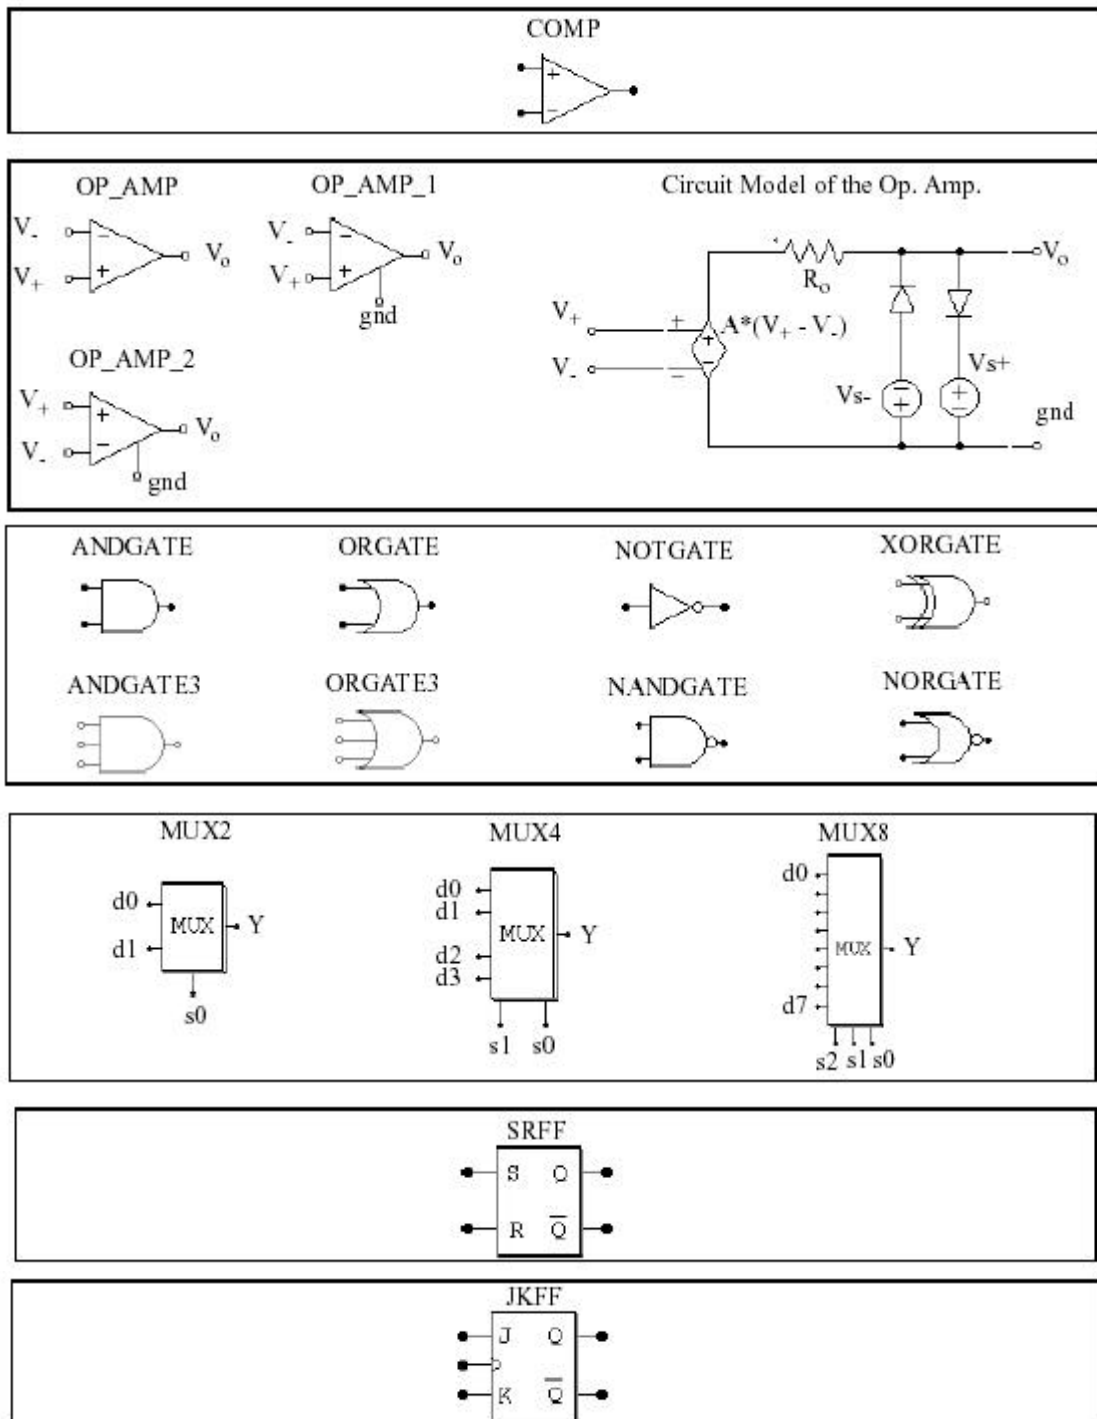 COMP
+
−
OP_AMP
V-
V+
−
+
Vo
OP_AMP_1
V-
V+
−
+
Vo
gnd
Circuit Model of the Op. Amp.
V+
V-
+
−
+
−
A*(V+ - V-)
Ro
Vs-
−
+
Vs+
+
−
Vo
gnd
OP_AMP_2
V+
V-
+
−
Vo
gnd
ANDGATE
ORGATE
NOTGATE
XORGATE
ANDGATE3
ORGATE3
NANDGATE
NORGATE
MUX2
d0
d1
MUX
Y
s0
MUX4
d0
d1
d2
d3
MUX
Y
s1 s0
MUX8
d0
d7
MUX
Y
s2 s1 s0
SRFF
S Q
R Q̅
JKFF
J Q
K Q̅